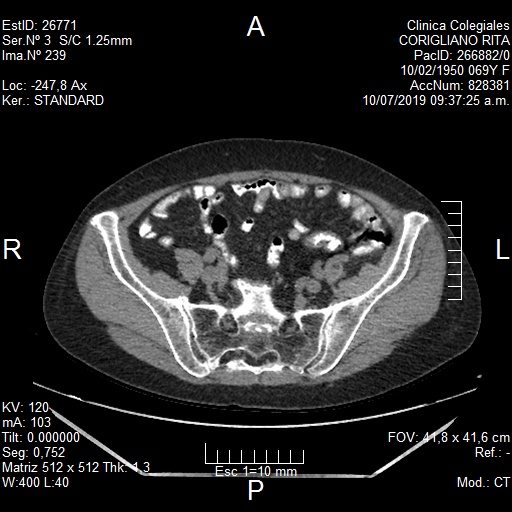 EstID: 26771
Ser.Nº 3 S/C 1.25mm
Ima.Nº 239
Loc: -247,8 Ax
Ker.: STANDARD
A
Clinica Colegiales
CORIGLIANO RITA
PacID: 266882/0
10/02/1950 069Y F
AccNum: 828381
10/07/2019 09:37:25 a.m.
R
L
KV: 120
mA: 103
Tilt: 0.000000
Seg: 0,752
Matriz 512 x 512 Thk: 1.3
W:400 L:40
Esc 1=10 mm
P
FOV: 41,8 x 41,6 cm
Ref.: -
Mod.: CT